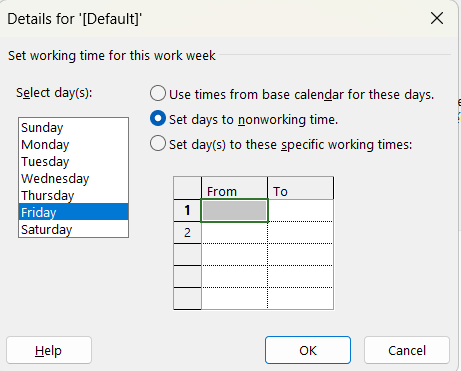 Details for '[Default]'
Set working time for this work week
Select day(s):
Sunday
Monday
Tuesday
Wednesday
Thursday
Friday
Saturday
Use times from base calendar for these days.
Set days to nonworking time.
Set day(s) to these specific working times:
From To
1
2
Help OK Cancel